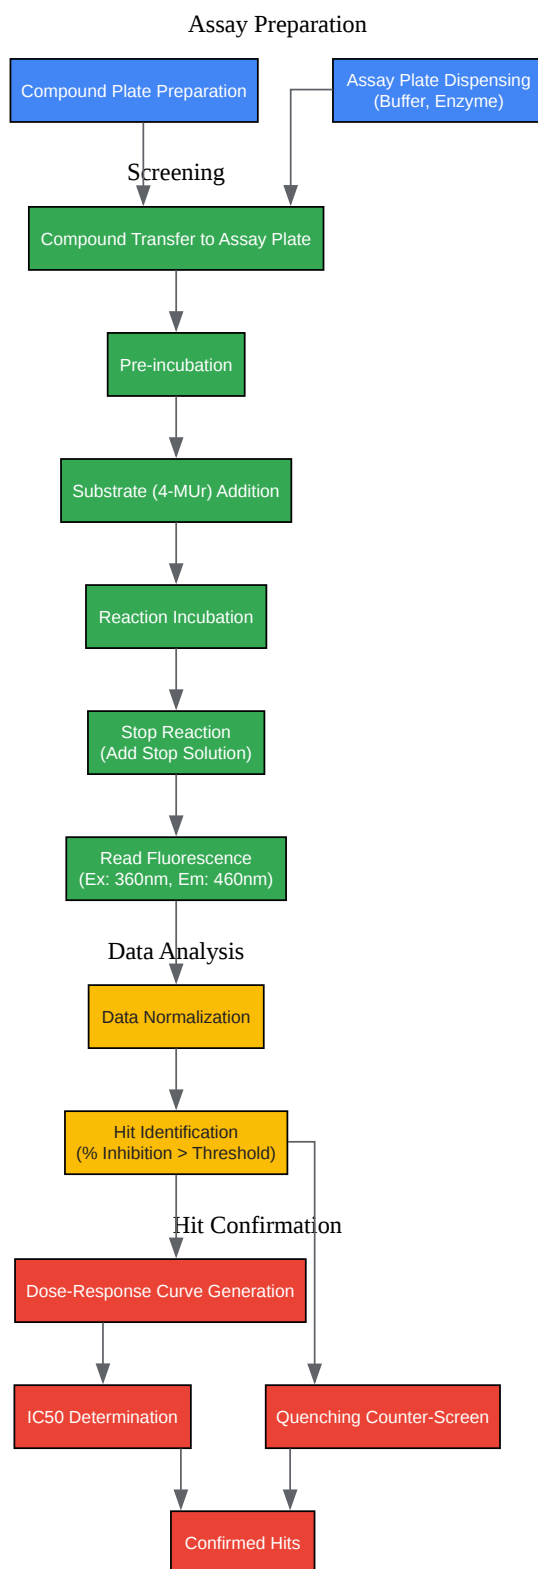 Assay Preparation
Compound Plate Preparation
Assay Plate Dispensing
(Buffer, Enzyme)
Screening
Compound Transfer to Assay Plate
Pre-incubation
Substrate (4-MUr) Addition
Reaction Incubation
Stop Reaction
(Add Stop Solution)
Read Fluorescence
(Ex: 360nm, Em: 460nm)
Data Analysis
Data Normalization
Hit Identification
(% Inhibition > Threshold)
Hit Confirmation
Dose-Response Curve Generation
IC50 Determination
Quenching Counter-Screen
Confirmed Hits